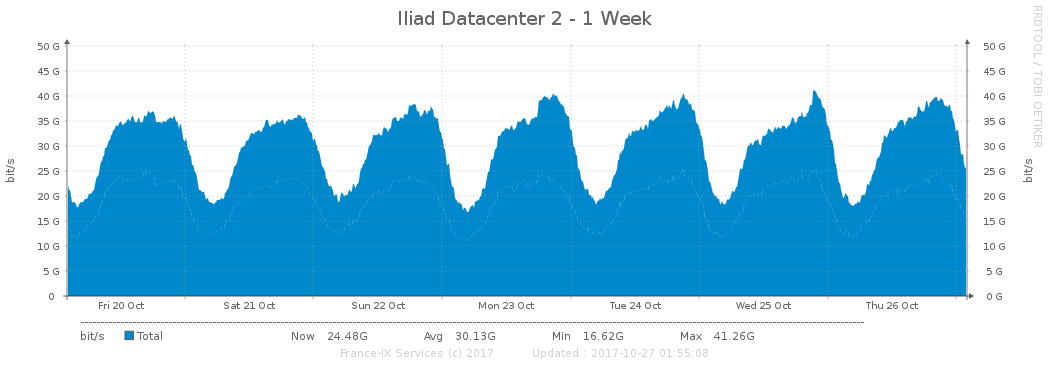 Iliad Datacenter 2 - 1 Week
RRDTOOL / TOBI OETIKER
bit/s
50 G 50 G
45 G 45 G
40 G 40 G
35 G 35 G
30 G 30 G
25 G 25 G
20 G 20 G
15 G 15 G
10 G 10 G
5 G 5 G
0 0 G
bit/s
Fri 20 Oct Sat 21 Oct Sun 22 Oct Mon 23 Oct Tue 24 Oct Wed 25 Oct Thu 26 Oct
bit/s Total Now 24.48G Avg 30.13G Min 16.62G Max 41.26G
France-IX Services (c) 2017 Updated : 2017-10-27 01:55:08